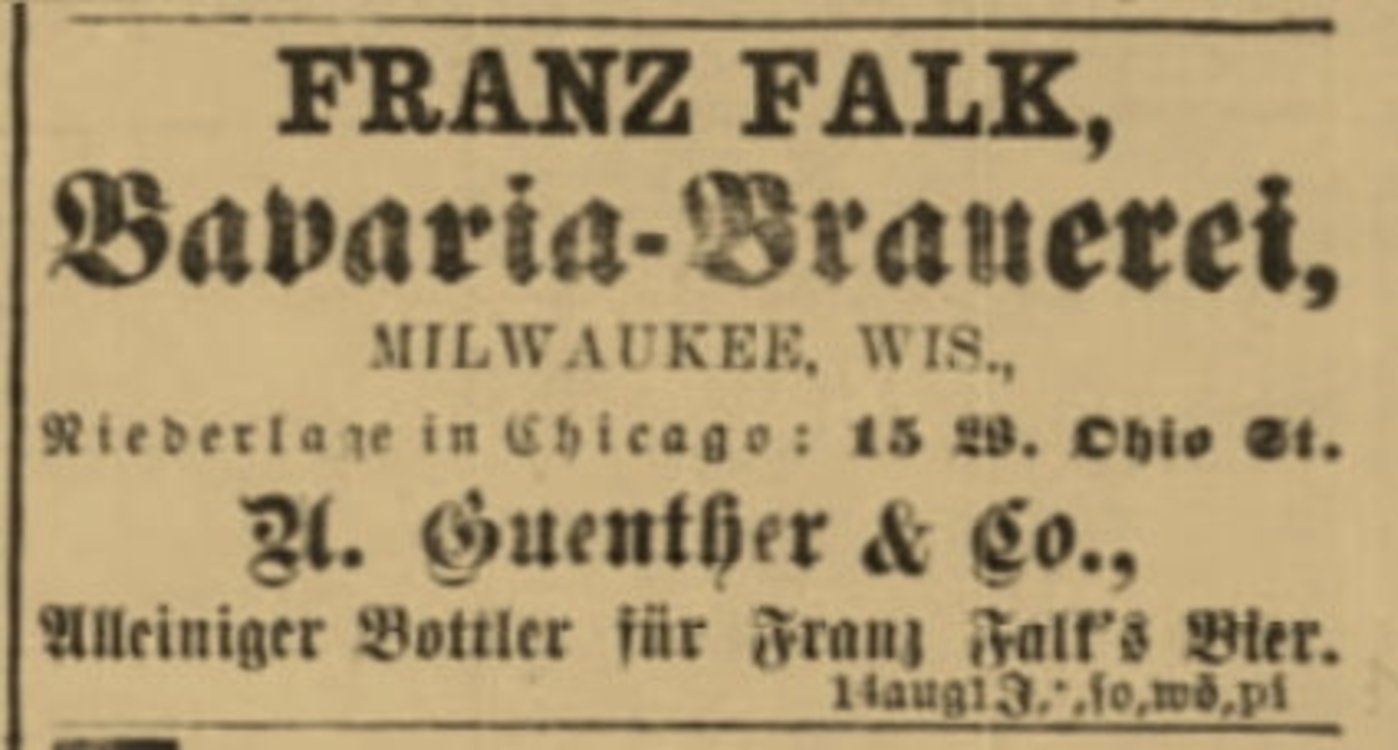 FRANZ FALK,
Bavaria-Brauerei,
MILWAUKEE, WIS.,
Niederlage in Chicago: 15 W. Ohio St.
A. Guenther & Co.,
Alleiniger Bottler für Franz Falk's Bier.
14aug1J.